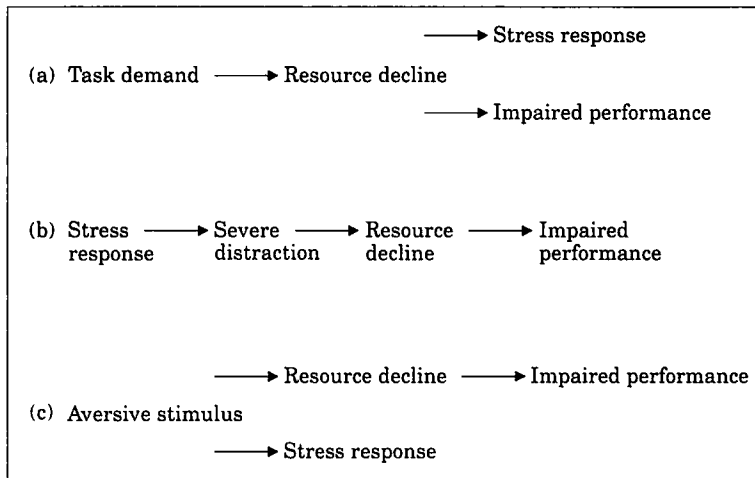 Stress response
(a) Task demand Resource decline
Impaired performance
(b) Stress Severe Resource Impaired
response distraction decline performance
Resource decline Impaired performance
(c) Aversive stimulus
Stress response